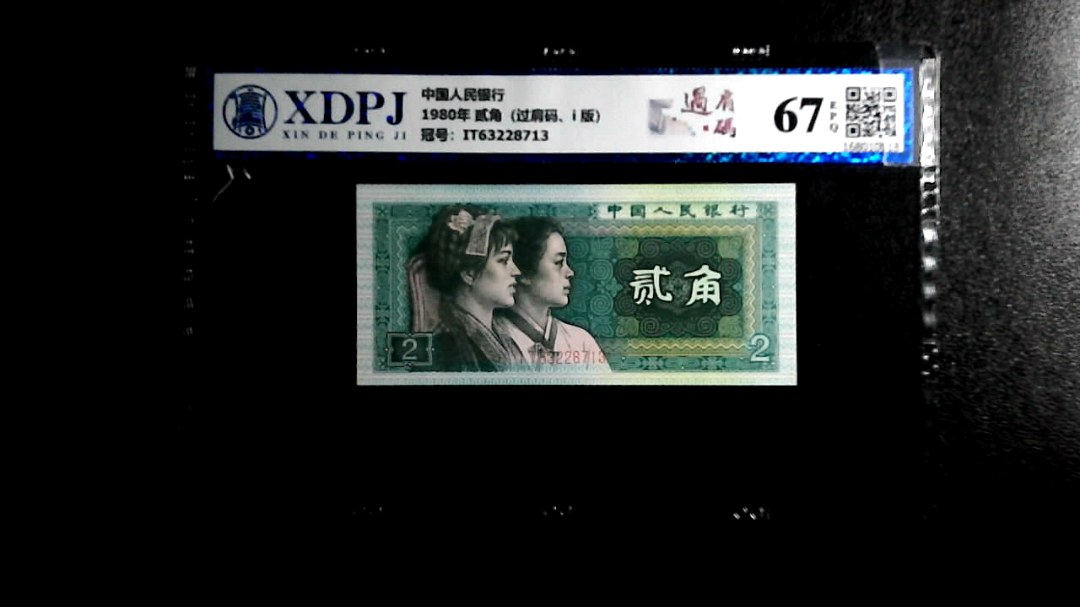 XDPJ
XIN DE PING JI
中国人民银行
1980年 贰角（过肩码、i 版）
冠号：IT63228713
過肩码
67
EPQ
中国人民银行
贰角
2
IT63228713
2